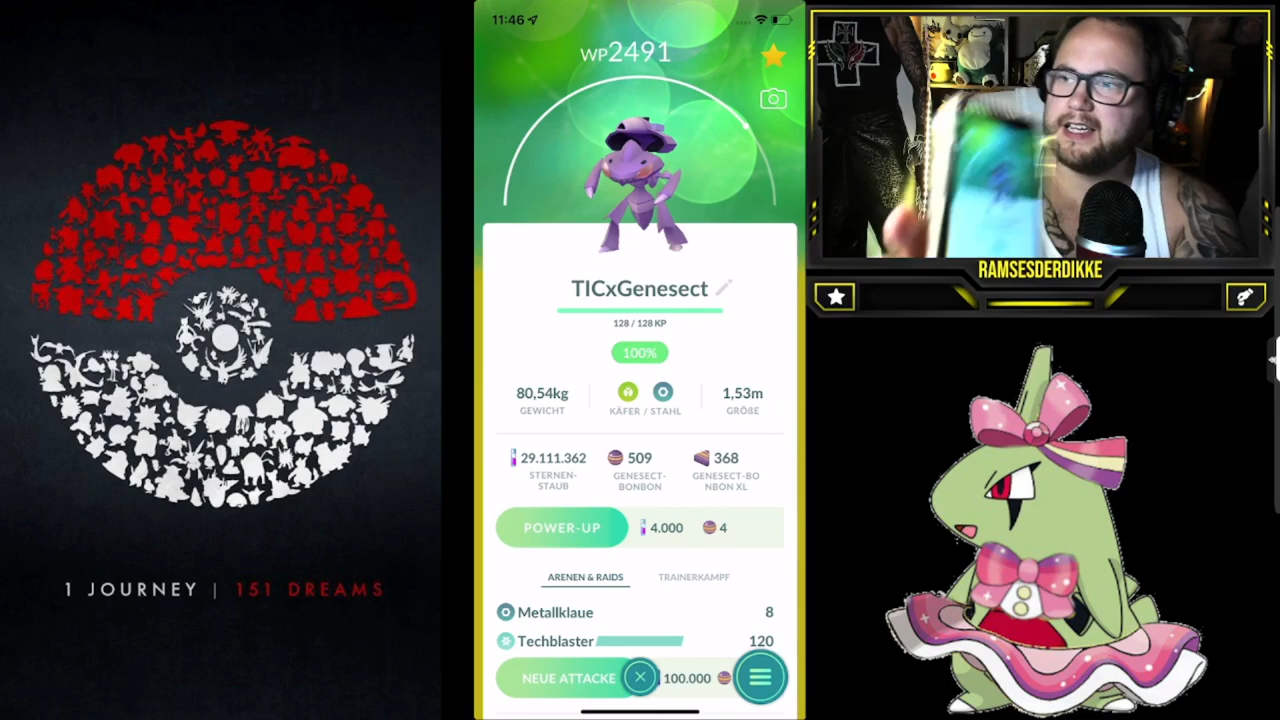 1 JOURNEY | 151 DREAMS
11:46
WP2491
TICxGenesect
128 / 128 KP
100%
80,54kg
GEWICHT
KÄFER / STAHL
1,53m
GRÖßE
29.111.362
STERNEN-
STAUB
509
GENESECT-
BONBON
368
GENESECT-BO
NBON XL
POWER-UP
4.000
4
ARENEN & RAIDS
TRAINERKAMPF
Metallklaue 8
Techblaster 120
NEUE ATTACKE
100.000
RAMSESDERDIKKE